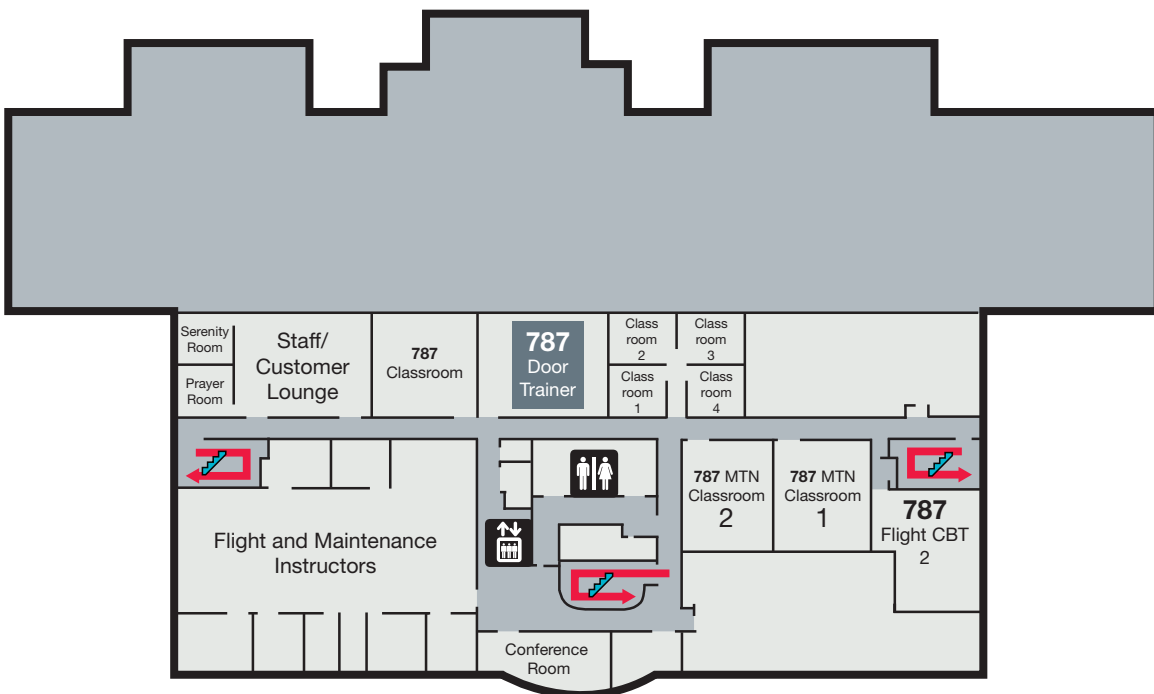 Serenity
Room
Prayer
Room
Staff/
Customer
Lounge
787
Classroom
787
Door
Trainer
Class
room
2
Class
room
3
Class
room
1
Class
room
4
787 MTN
Classroom
2
787 MTN
Classroom
1
787
Flight CBT
2
Flight and Maintenance
Instructors
Conference
Room